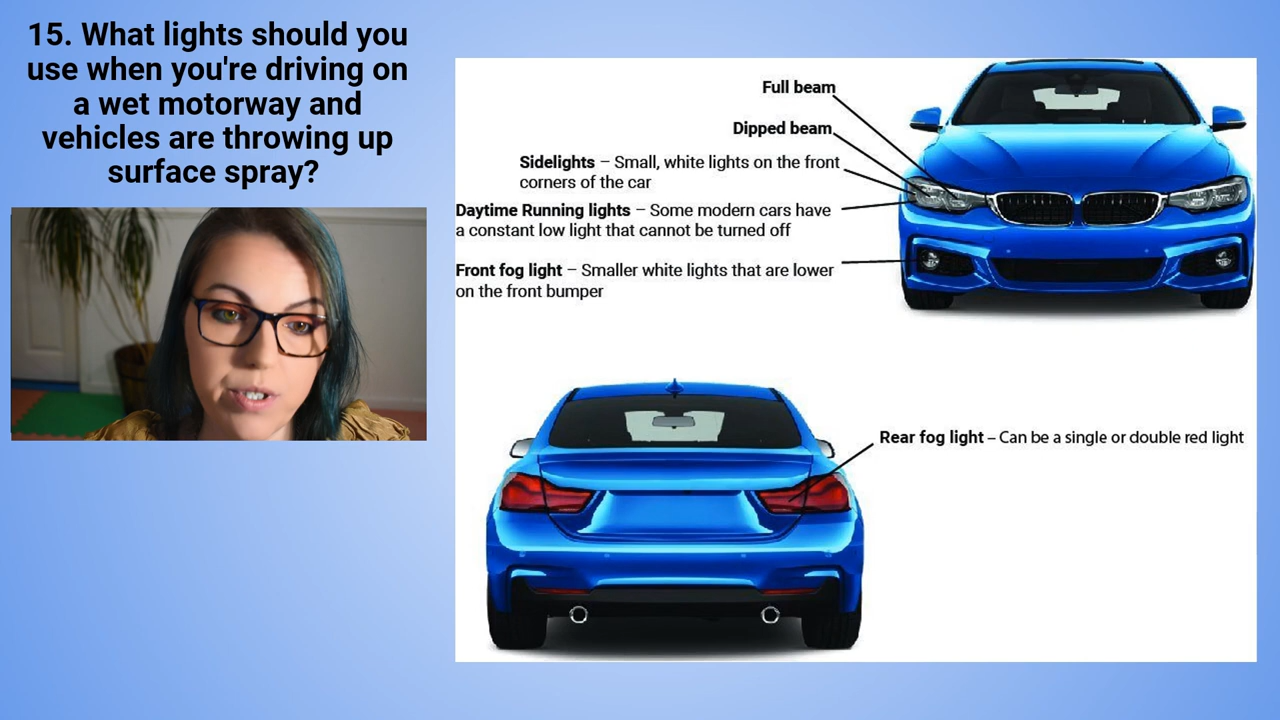 15. What lights should you
use when you're driving on
a wet motorway and
vehicles are throwing up
surface spray?
Full beam
Dipped beam
Sidelights – Small, white lights on the front
corners of the car
Daytime Running lights – Some modern cars have
a constant low light that cannot be turned off
Front fog light – Smaller white lights that are lower
on the front bumper
Rear fog light – Can be a single or double red light